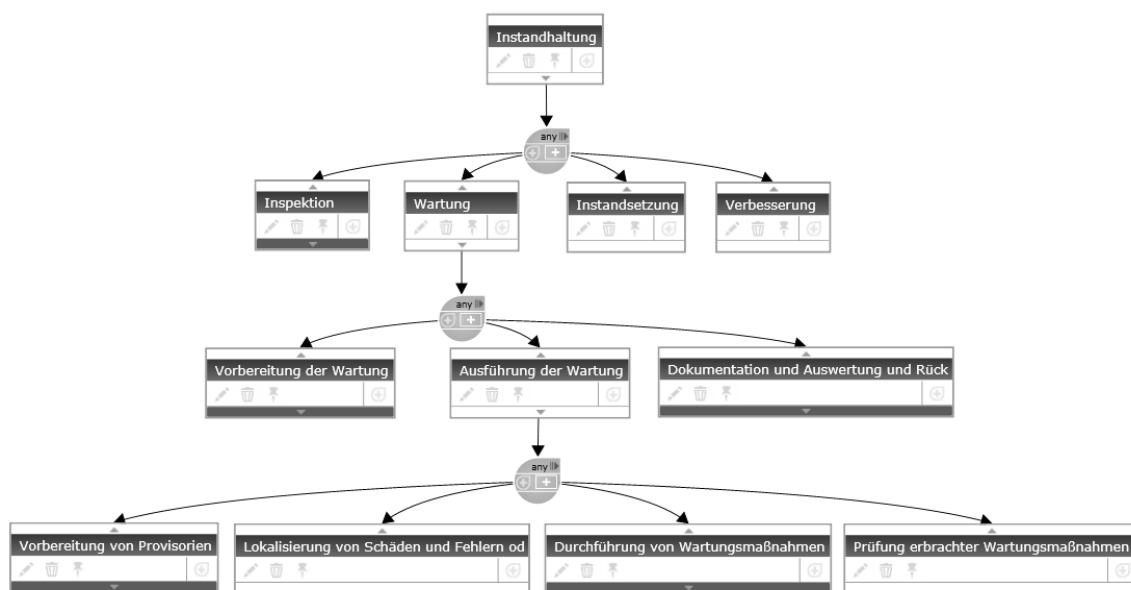 Instandhaltung
any
Inspektion
Wartung
Instandsetzung
Verbesserung
any
Vorbereitung der Wartung
Ausführung der Wartung
Dokumentation und Auswertung und Rück
any
Vorbereitung von Provisorien
Lokalisierung von Schäden und Fehlern od
Durchführung von Wartungsmaßnahmen
Prüfung erbrachter Wartungsmaßnahmen